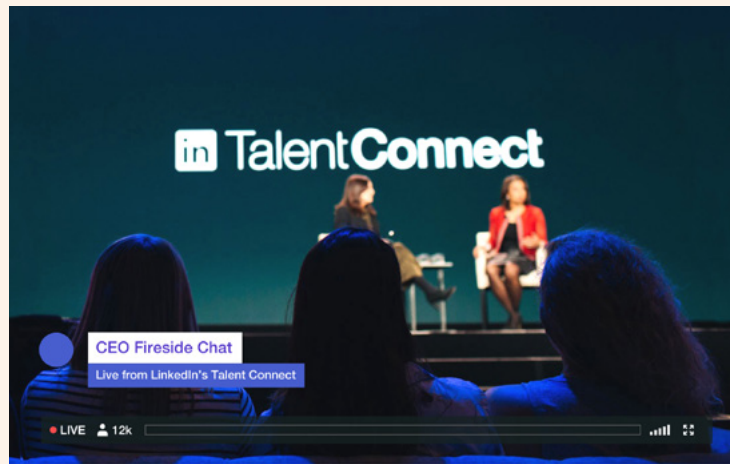 in TalentConnect
CEO Fireside Chat
Live from LinkedIn's Talent Connect
LIVE 12k